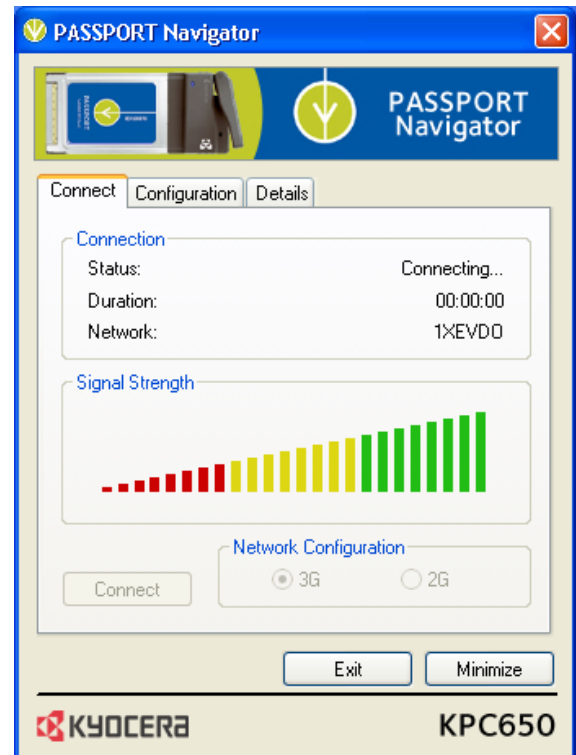 PASSPORT Navigator
PASSPORT
Navigator
Connect Configuration Details
Connection
Status: Connecting...
Duration: 00:00:00
Network: 1XEVDO
Signal Strength
Network Configuration
Connect 3G 2G
Exit Minimize
KYOCERA KPC650